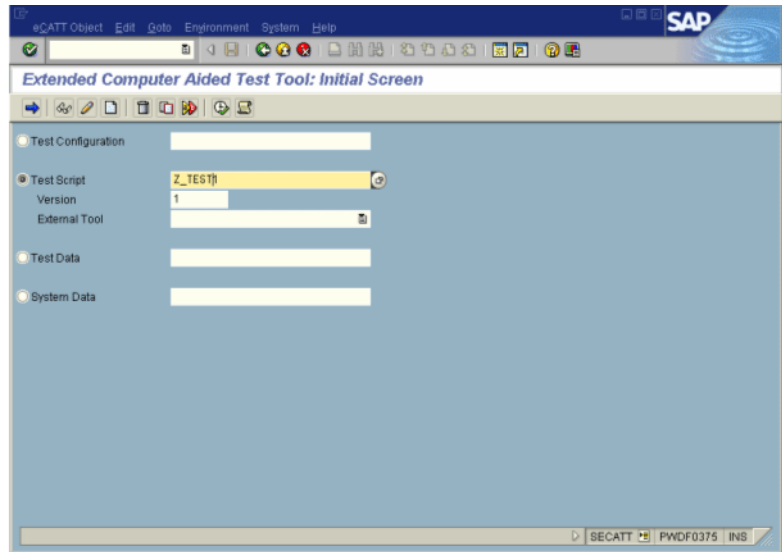 eCATT Object Edit Goto Environment System Help
SAP
Extended Computer Aided Test Tool: Initial Screen
Test Configuration
Test Script Z_TEST1
Version 1
External Tool
Test Data
System Data
SECATT PWDF0375 INS